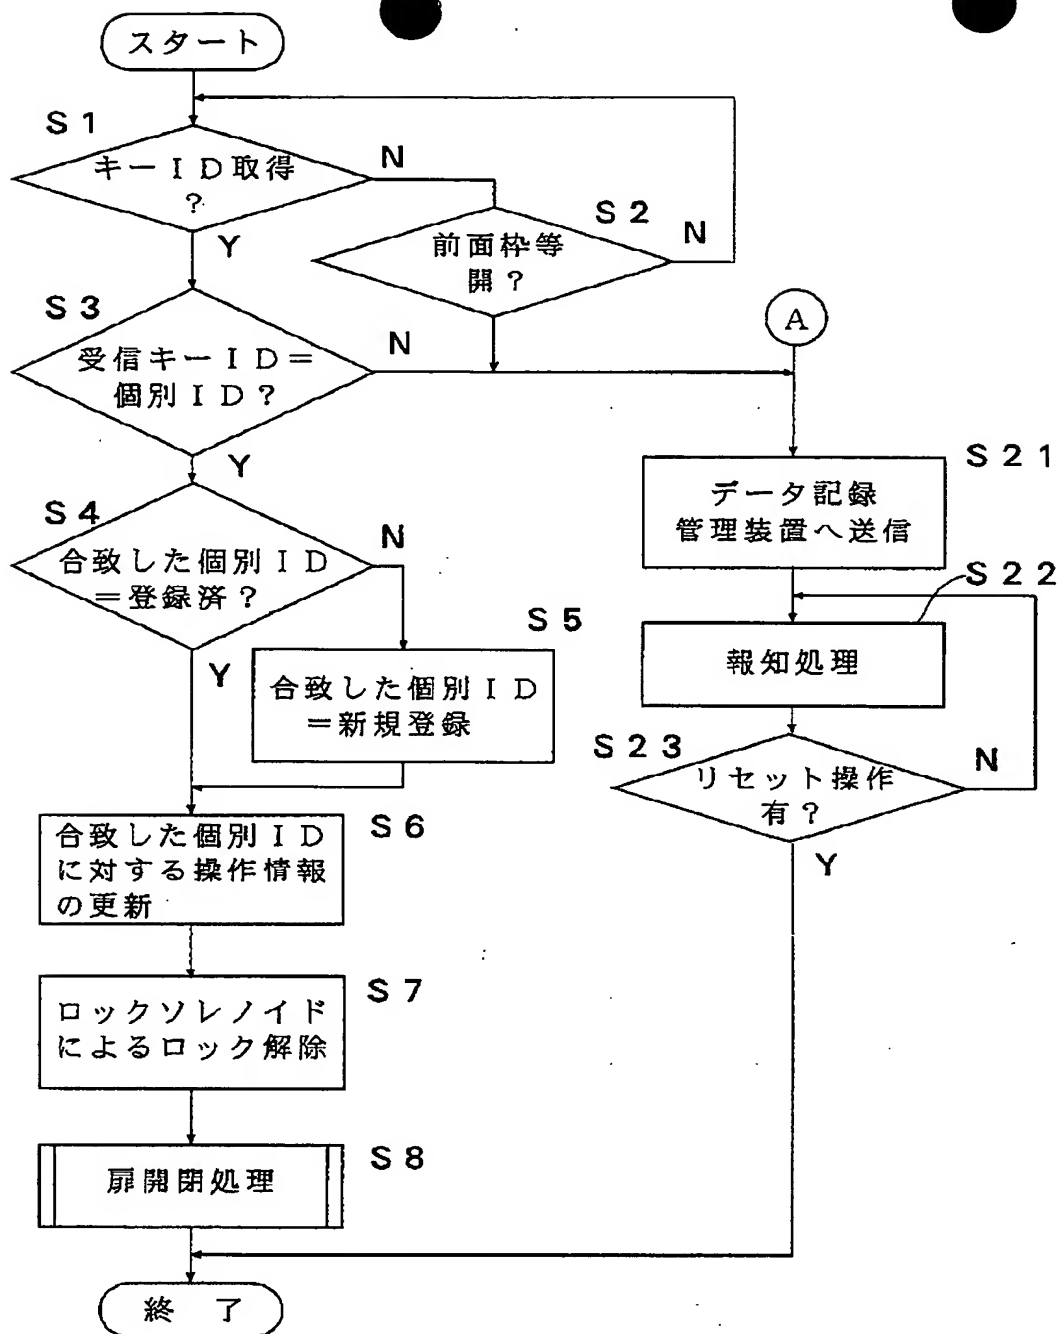 スタート
S1
キーID取得
?
N
Y
S2
前面枠等
開?
N
S3
受信キーID=
個別ID?
N
Y
A
S4
合致した個別ID
=登録済?
N
Y
S5
合致した個別ID
=新規登録
S6
合致した個別ID
に対する操作情報
の更新
S7
ロックソレノイド
によるロック解除
S8
扉開閉処理
S21
データ記録
管理装置へ送信
S22
報知処理
S23
リセット操作
有?
N
Y
終 了